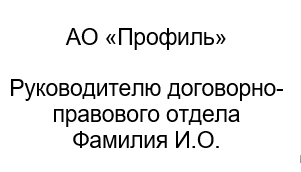 АО «Профиль»
Руководителю договорно-
правового отдела
Фамилия И.О.